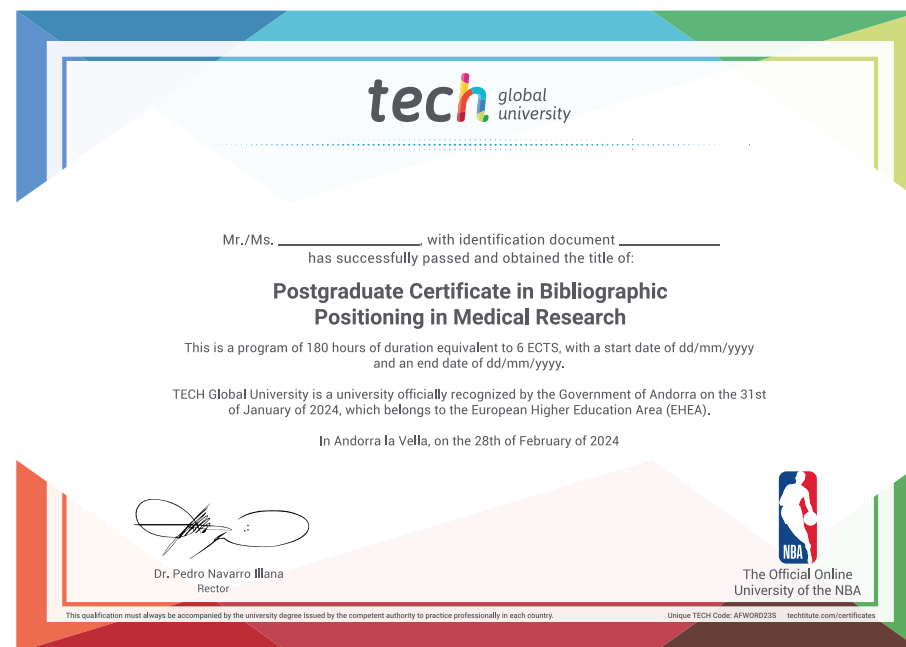 tech global
university
Mr./Ms. ____________________, with identification document ______________
has successfully passed and obtained the title of:
Postgraduate Certificate in Bibliographic
Positioning in Medical Research
This is a program of 180 hours of duration equivalent to 6 ECTS, with a start date of dd/mm/yyyy
and an end date of dd/mm/yyyy.
TECH Global University is a university officially recognized by the Government of Andorra on the 31st
of January of 2024, which belongs to the European Higher Education Area (EHEA).
In Andorra la Vella, on the 28th of February of 2024
Dr. Pedro Navarro Illana
Rector
NBA
The Official Online
University of the NBA
This qualification must always be accompanied by the university degree issued by the competent authority to practice professionally in each country.
Unique TECH Code: AFWORD23S techtitute.com/certificates